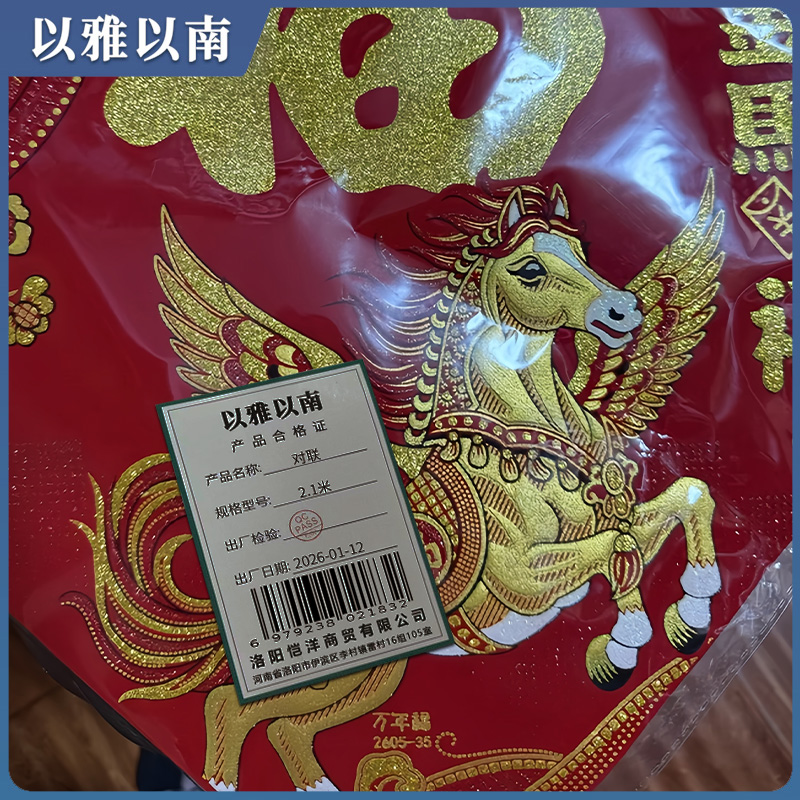 以雅以南
福
金馬
以雅以南
产品合格证
产品名称: 对联
规格型号: 2.1米
出厂检验: QC PASS
出厂日期: 2026-01-12
6 979238 021832
洛阳恺洋商贸有限公司
河南省洛阳市伊滨区李村镇雷村16组105室
万年福
2605-35